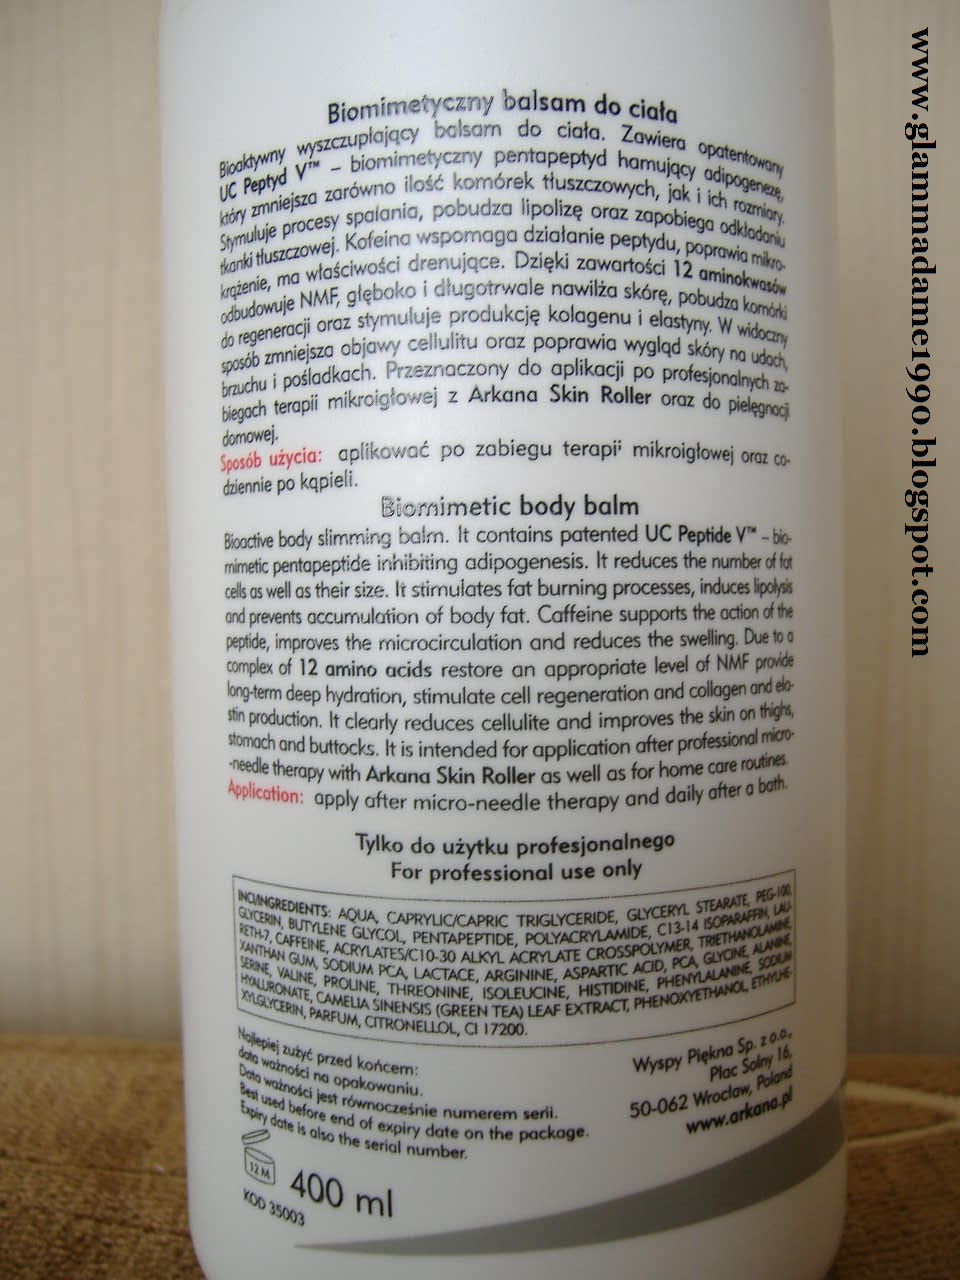 Biomimetyczny balsam do ciała
Bioaktywny wyszczuplający balsam do ciała. Zawiera opatentowany
UC Peptyd V™ – biomimetyczny pentapeptyd hamujący adipogenezę,
który zmniejsza zarówno ilość komórek tłuszczowych, jak i ich rozmiary.
Stymuluje procesy spalania, pobudza lipolizę oraz zapobiega odkładaniu
tkanki tłuszczowej. Kofeina wspomaga działanie peptydu, poprawia mikro-
krążenie, ma właściwości drenujące. Dzięki zawartości 12 aminokwasów
odbudowuje NMF, głęboko i długotrwale nawilża skórę, pobudza komórki
do regeneracji oraz stymuluje produkcję kolagenu i elastyny. W widoczny
sposób zmniejsza objawy cellulitu oraz poprawia wygląd skóry na udach,
brzuchu i pośladkach. Przeznaczony do aplikacji po profesjonalnych za-
biegach terapii mikroigłowej z Arkana Skin Roller oraz do pielęgnacji
domowej.
Sposób użycia: aplikować po zabiegu terapii mikroigłowej oraz co-
dziennie po kąpieli.
Biomimetic body balm
Bioactive body slimming balm. It contains patented UC Peptide V™ – bio-
mimetic pentapeptide inhibiting adipogenesis. It reduces the number of fat
cells as well as their size. It stimulates fat burning processes, induces lipolysis
and prevents accumulation of body fat. Caffeine supports the action of the
peptide, improves the microcirculation and reduces the swelling. Due to a
complex of 12 amino acids restore an appropriate level of NMF provide
long-term deep hydration, stimulate cell regeneration and collagen and ela-
stin production. It clearly reduces cellulite and improves the skin on thighs,
stomach and buttocks. It is intended for application after professional micro-
-needle therapy with Arkana Skin Roller as well as for home care routines.
Application: apply after micro-needle therapy and daily after a bath.
Tylko do użytku profesjonalnego
For professional use only
INCI/INGREDIENTS: AQUA, CAPRYLIC/CAPRIC TRIGLYCERIDE, GLYCERYL STEARATE, PEG-100,
GLYCERIN, BUTYLENE GLYCOL, PENTAPEPTIDE, POLYACRYLAMIDE, C13-14 ISOPARAFFIN, LAU-
RETH-7, CAFFEINE, ACRYLATES/C10-30 ALKYL ACRYLATE CROSSPOLYMER, TRIETHANOLAMINE,
XANTHAN GUM, SODIUM PCA, LACTACE, ARGININE, ASPARTIC ACID, PCA, GLYCINE, ALANINE,
SERINE, VALINE, PROLINE, THREONINE, ISOLEUCINE, HISTIDINE, PHENYLALANINE, SODIUM
HYALURONATE, CAMELIA SINENSIS (GREEN TEA) LEAF EXTRACT, PHENOXYETHANOL, ETHYLHE-
XYLGLYCERIN, PARFUM, CITRONELLOL, CI 17200.
Najlepiej zużyć przed końcem:
data ważności na opakowaniu.
Data ważności jest równocześnie numerem serii.
Best used before end of expiry date on the package.
Expiry date is also the serial number.
Wyspy Piękna Sp. z o.o.,
Plac Solny 16,
50-062 Wrocław, Poland
www.arkana.pl
12 M
400 ml
KOD 35003
www.glammadame1990.blogspot.com